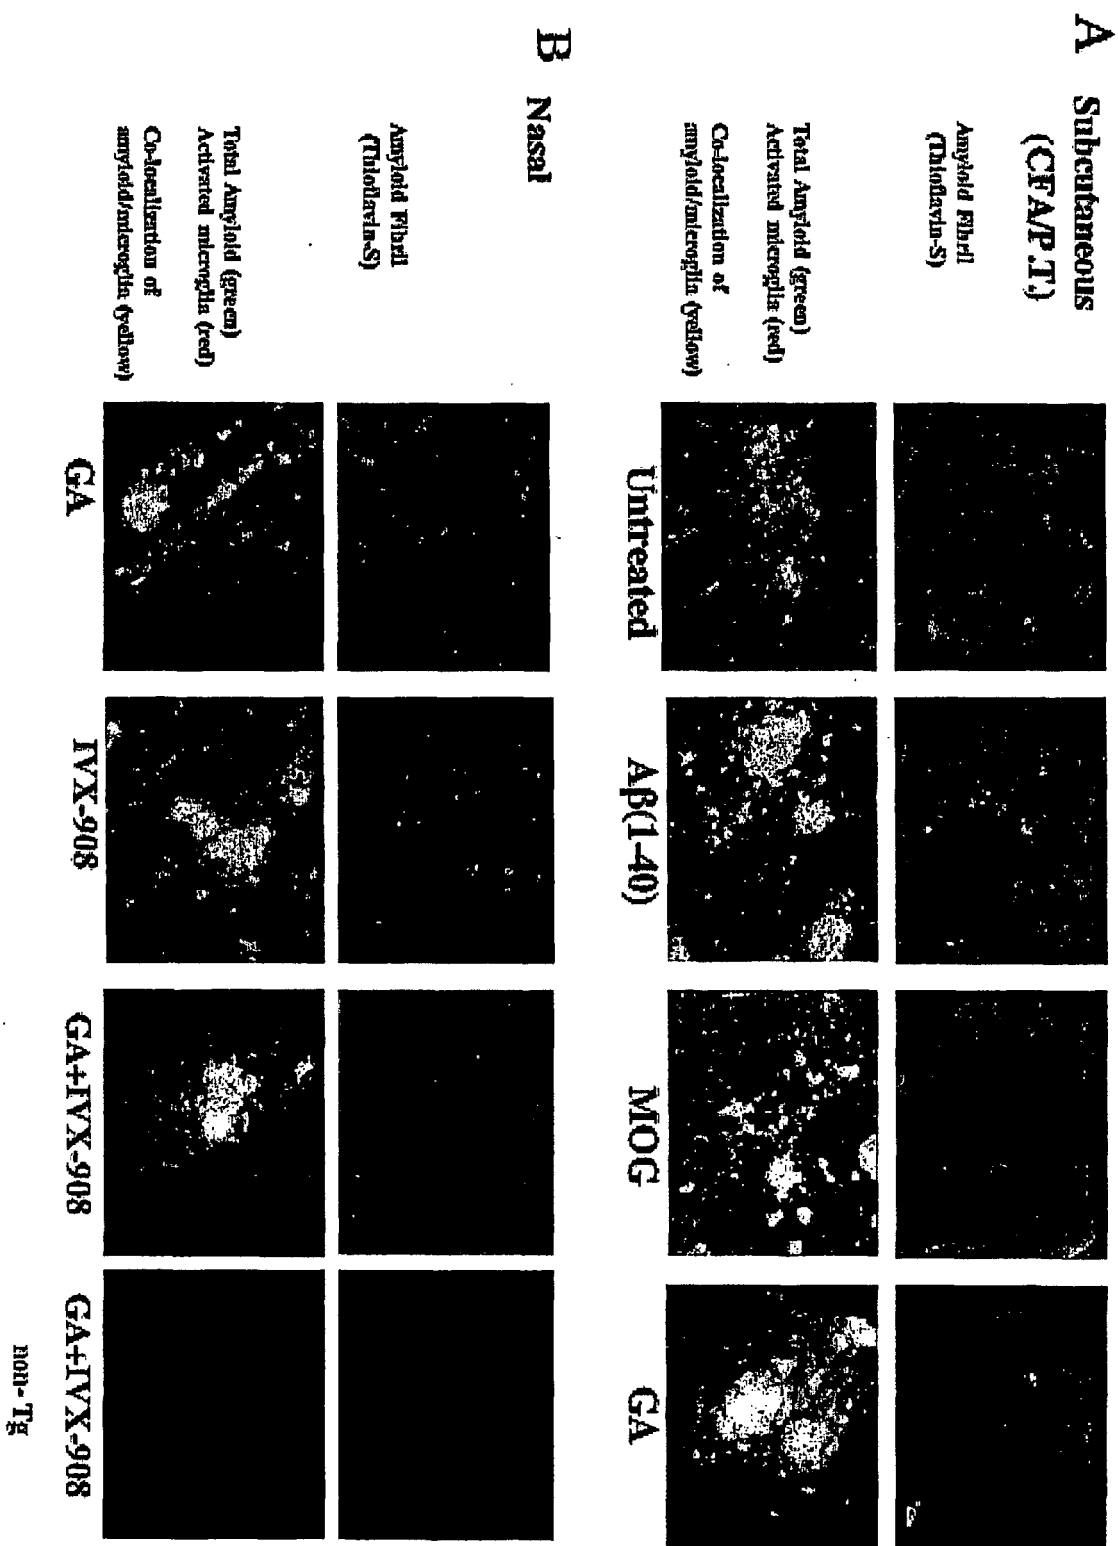 A Subcutaneous
(CFA/P.T.)
Amyloid Fibril
(Thioflavin-S)
Total Amyloid (green)
Activated microglia (red)
Co-localization of
amyloid/microglia (yellow)
Untreated
Aβ(1-40)
MOG
GA
B Nasal
Amyloid Fibril
(Thioflavin-S)
Total Amyloid (green)
Activated microglia (red)
Co-localization of
amyloid/microglia (yellow)
GA
IVX-908
GA+IVX-908
GA+IVX-908
non-Tg